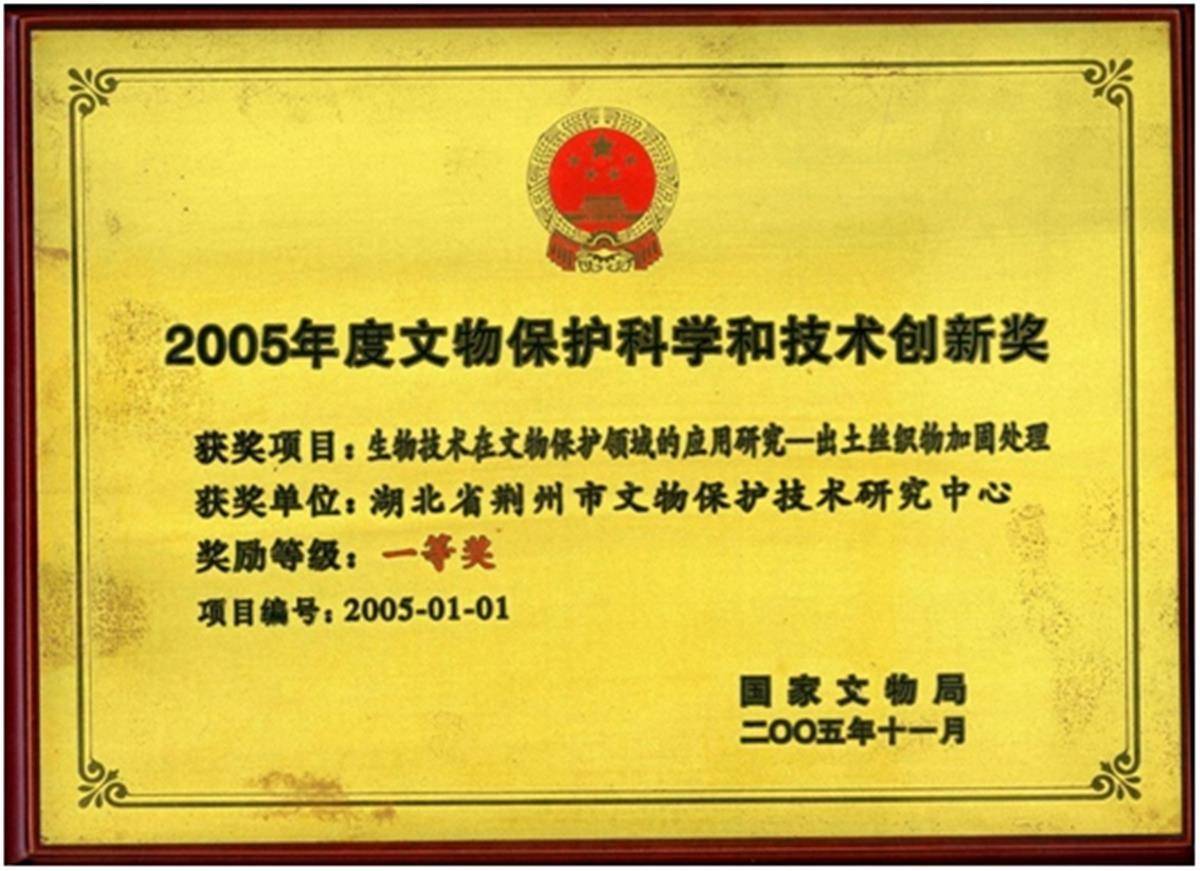 2005年度文物保护科学和技术创新奖
获奖项目：生物技术在文物保护领域的应用研究—出土丝织物加固处理
获奖单位：湖北省荆州市文物保护技术研究中心
奖励等级：一等奖
项目编号：2005-01-01
国家文物局
二〇〇五年十一月